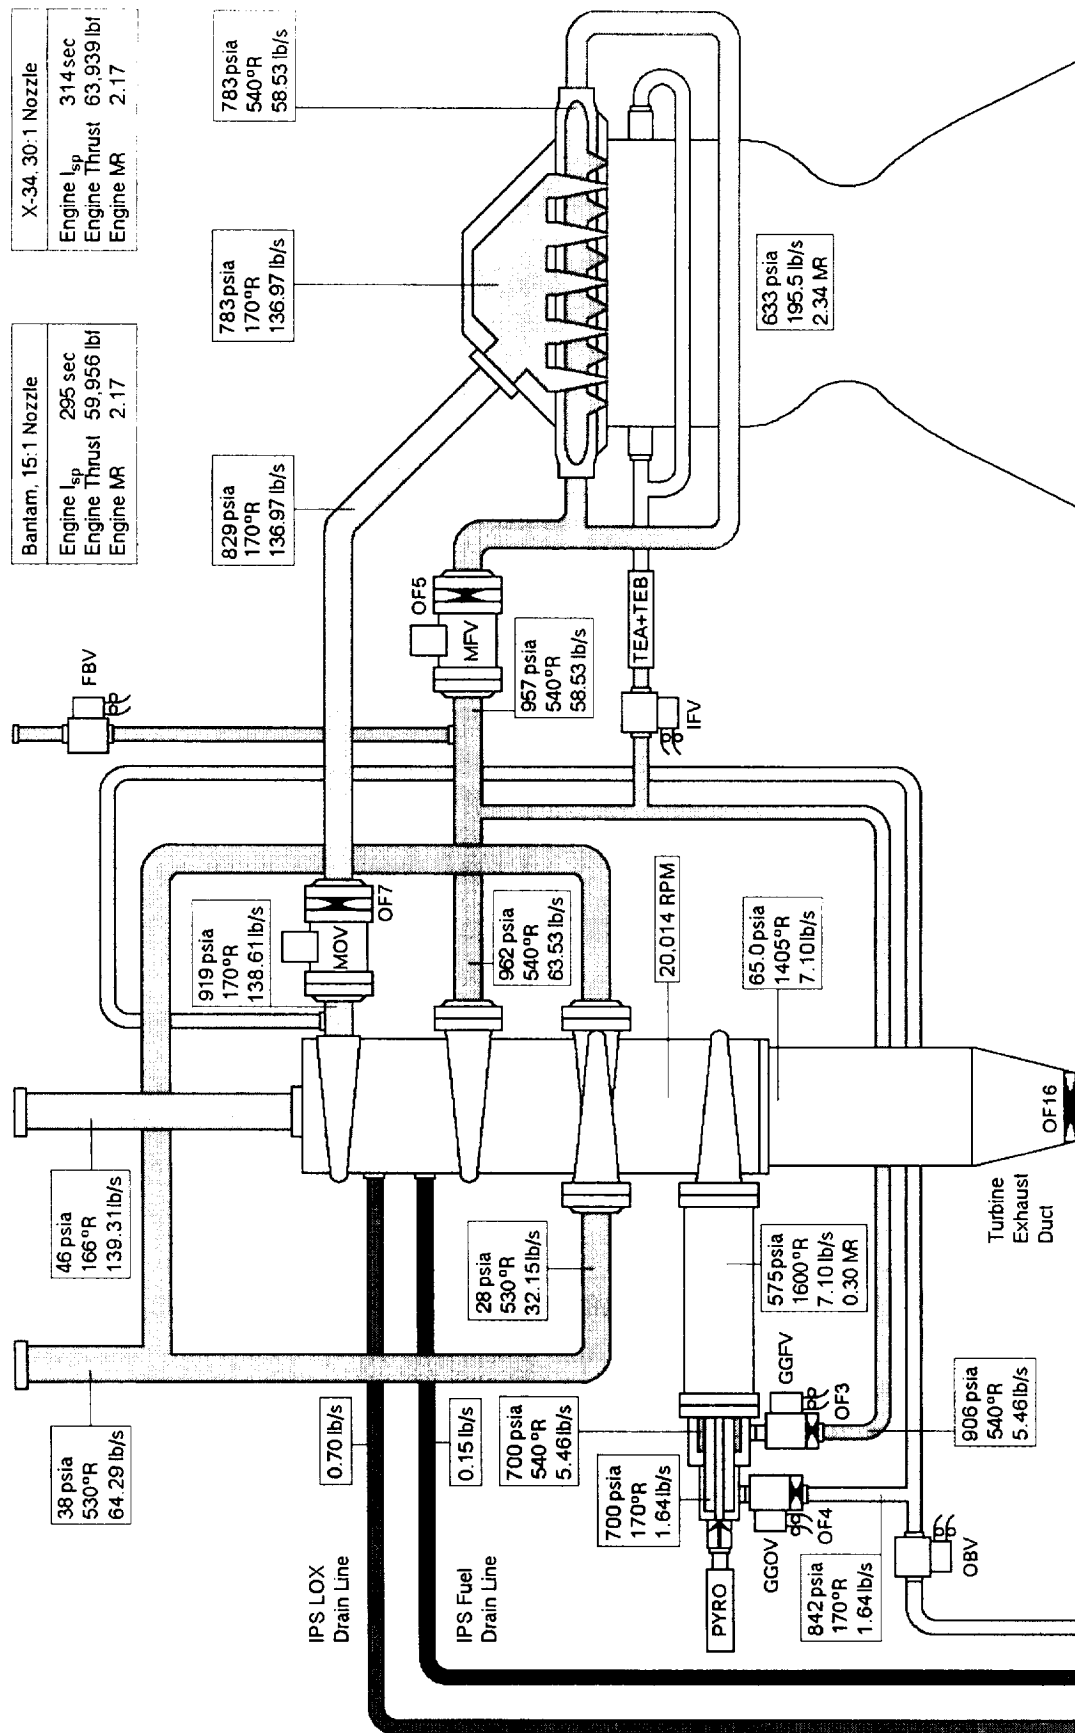 Bantam, 15:1 Nozzle
Engine Isp 295 sec
Engine Thrust 59,956 lbf
Engine MR 2.17
X-34, 30:1 Nozzle
Engine Isp 314 sec
Engine Thrust 63,939 lbf
Engine MR 2.17
38 psia
530°R
64.29 lb/s
46 psia
166°R
139.31 lb/s
919 psia
170°R
138.61 lb/s
FBV
829 psia
170°R
136.97 lb/s
783 psia
170°R
136.97 lb/s
783 psia
540°R
58.53 lb/s
MOV
OF7
OF5
MFV
IPS LOX
Drain Line
0.70 lb/s
IPS Fuel
Drain Line
0.15 lb/s
28 psia
530°R
32.15 lb/s
962 psia
540°R
63.53 lb/s
957 psia
540°R
58.53 lb/s
700 psia
540°R
5.46 lb/s
700 psia
170°R
1.64 lb/s
20,014 RPM
IFV
TEA+TEB
PYRO
GGOV
OF4
GGFV
OF3
575 psia
1600°R
7.10 lb/s
0.30 MR
65.0 psia
1405°R
7.10 lb/s
633 psia
195.5 lb/s
2.34 MR
842 psia
170°R
1.64 lb/s
OBV
906 psia
540°R
5.46 lb/s
Turbine
Exhaust
Duct
OF16